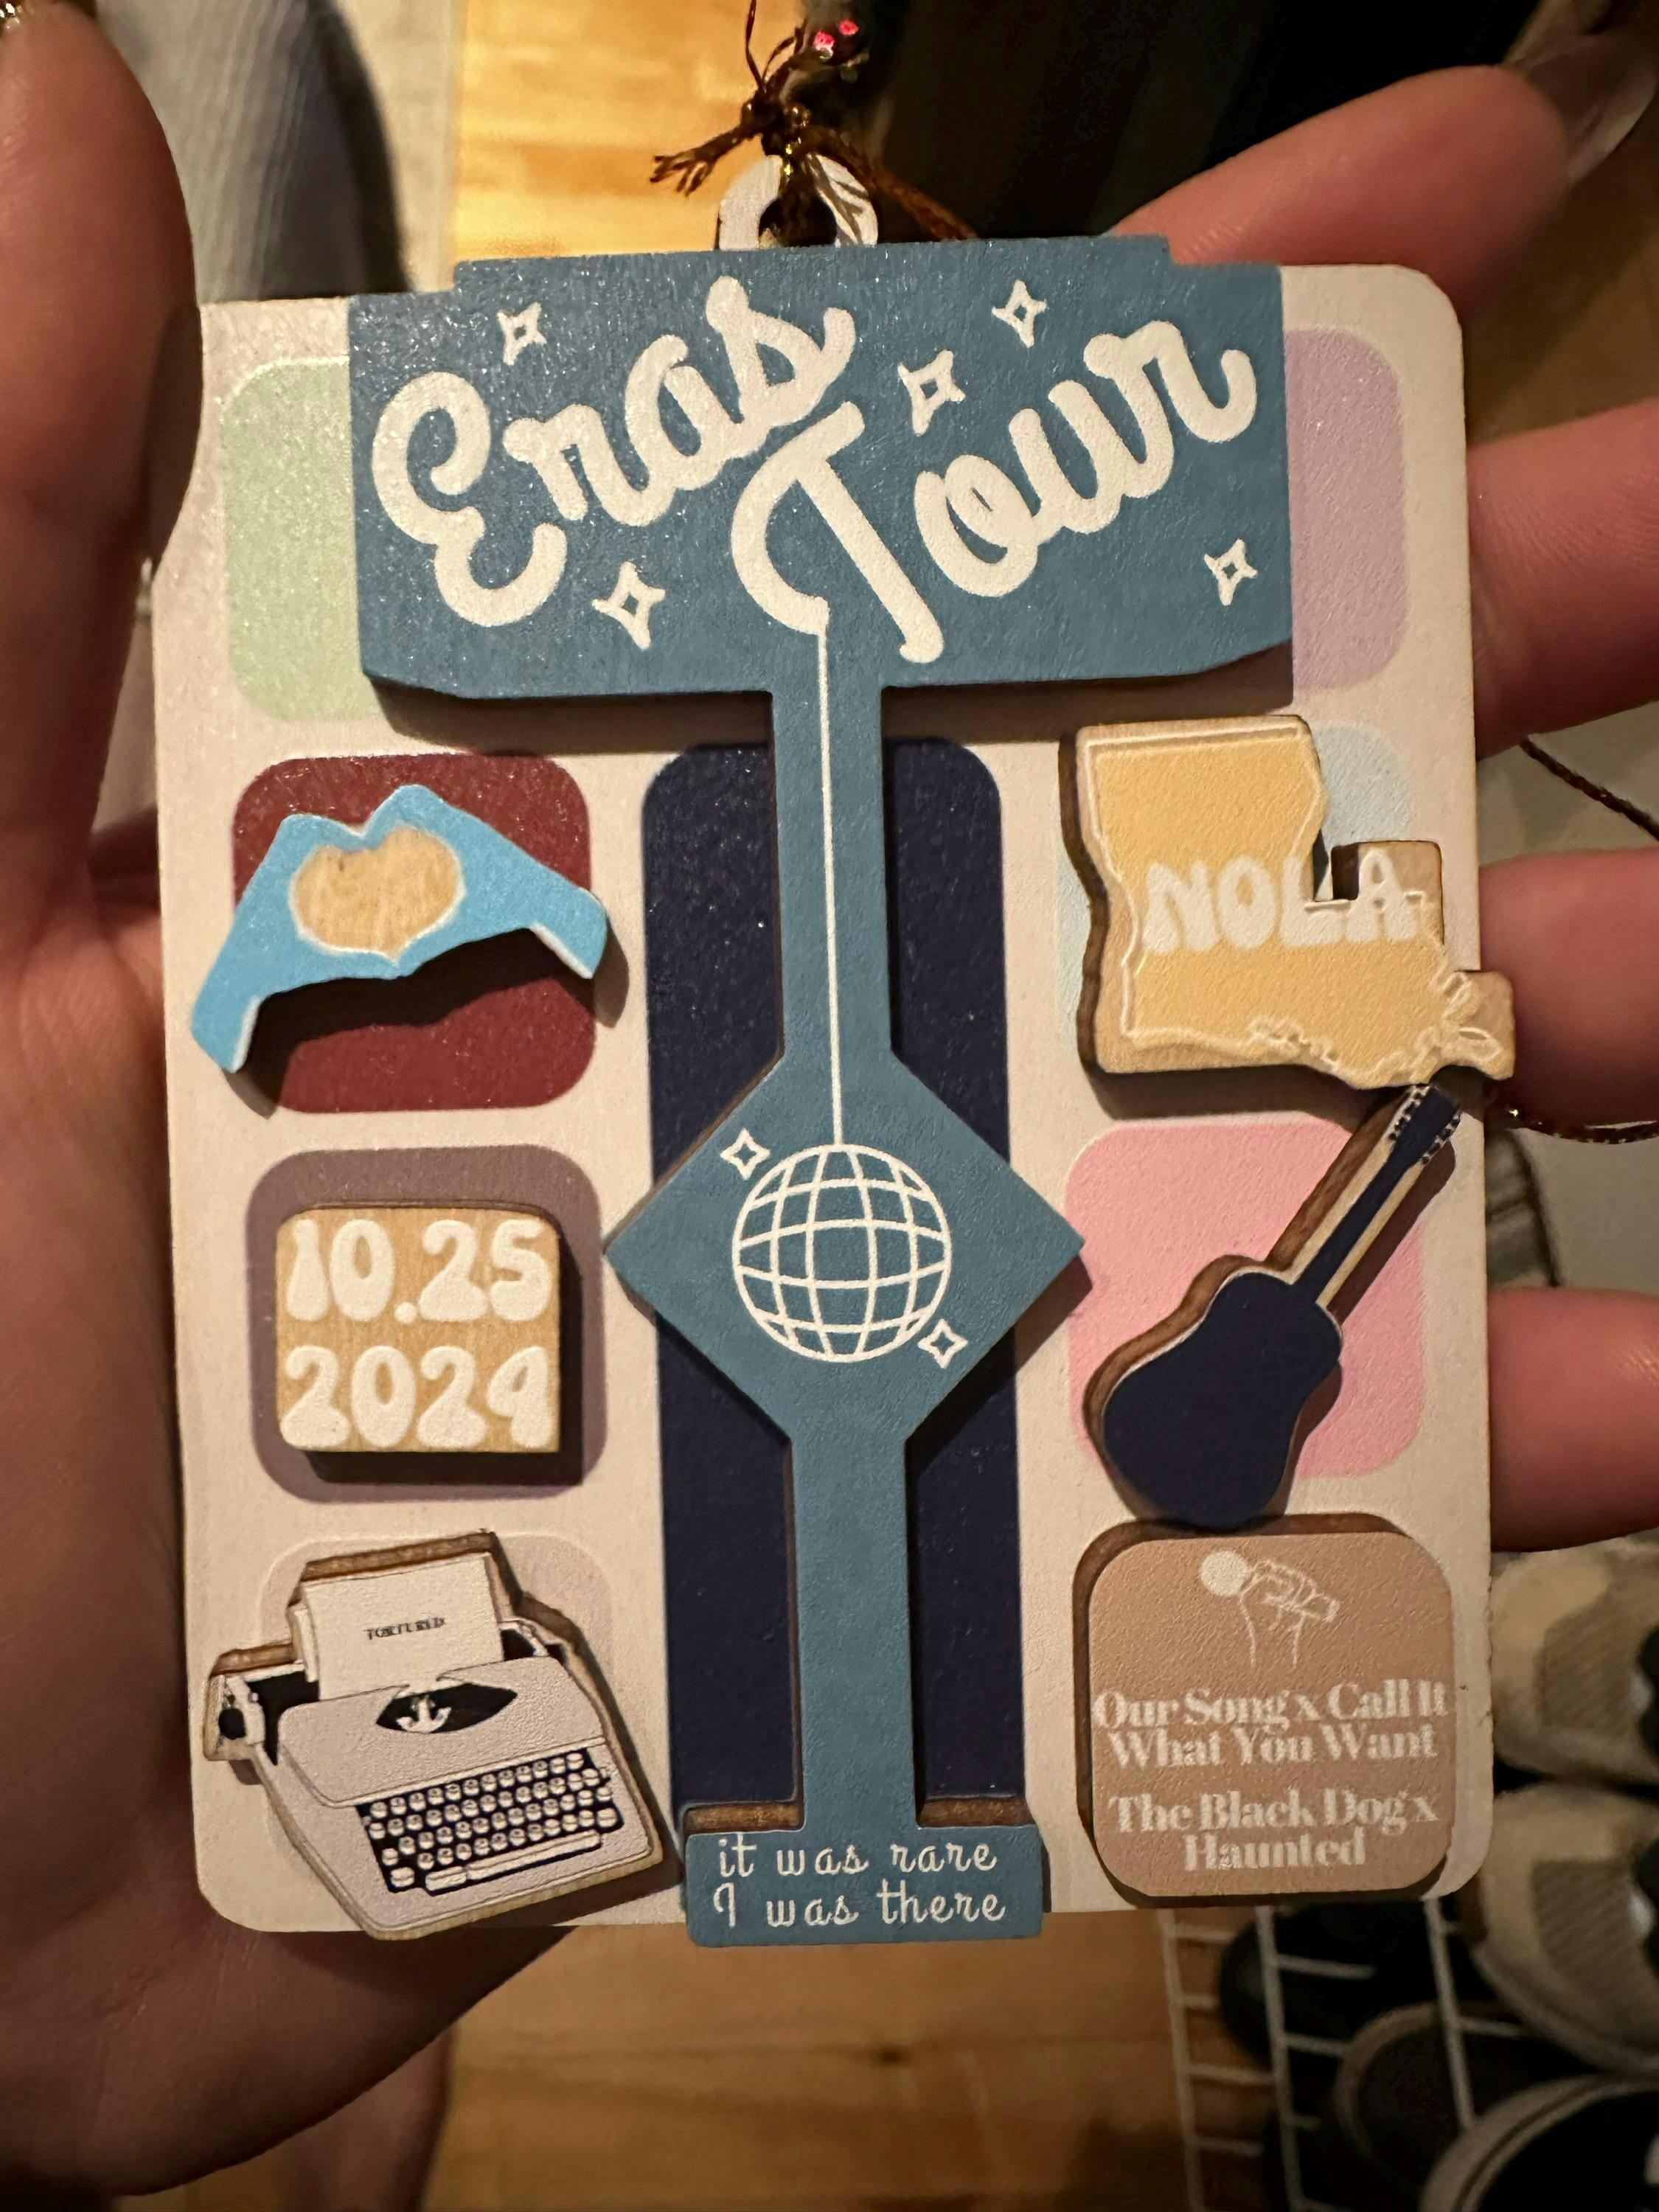 Eras
Tour
NOLA
10.25
2024
TORTURED
Our Song x Call It
What You Want
The Black Dog x
Haunted
it was rare
I was there